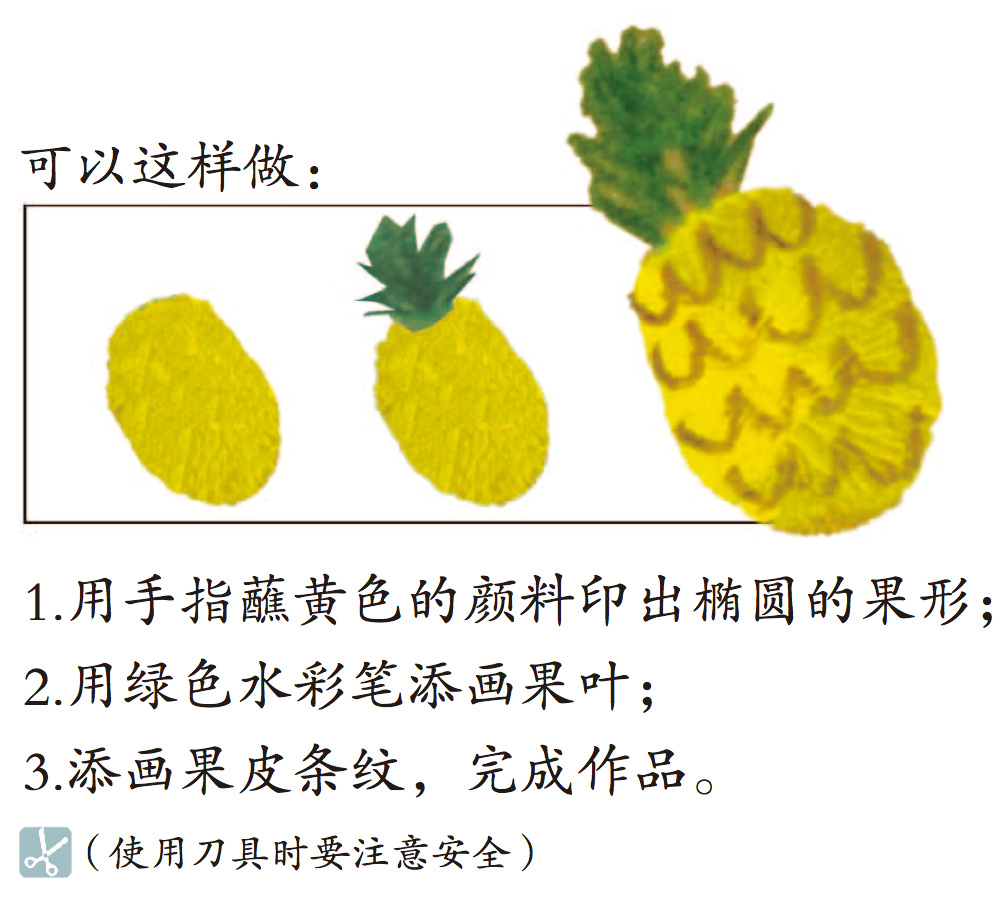 可以这样做：
1.用手指蘸黄色的颜料印出椭圆的果形；
2.用绿色水彩笔添画果叶；
3.添画果皮条纹，完成作品。
（使用刀具时要注意安全）